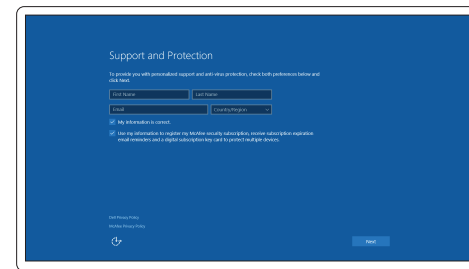 Support and Protection
To provide you with personalized support and anti-virus protection, check both preferences below and
click Next.
First Name
Last Name
Email
Country/Region
My information is correct.
Use my information to register my McAfee security subscription, receive subscription expiration
email reminders and a digital subscription key card to protect multiple devices.
Dell Privacy Policy
McAfee Privacy Policy
Next